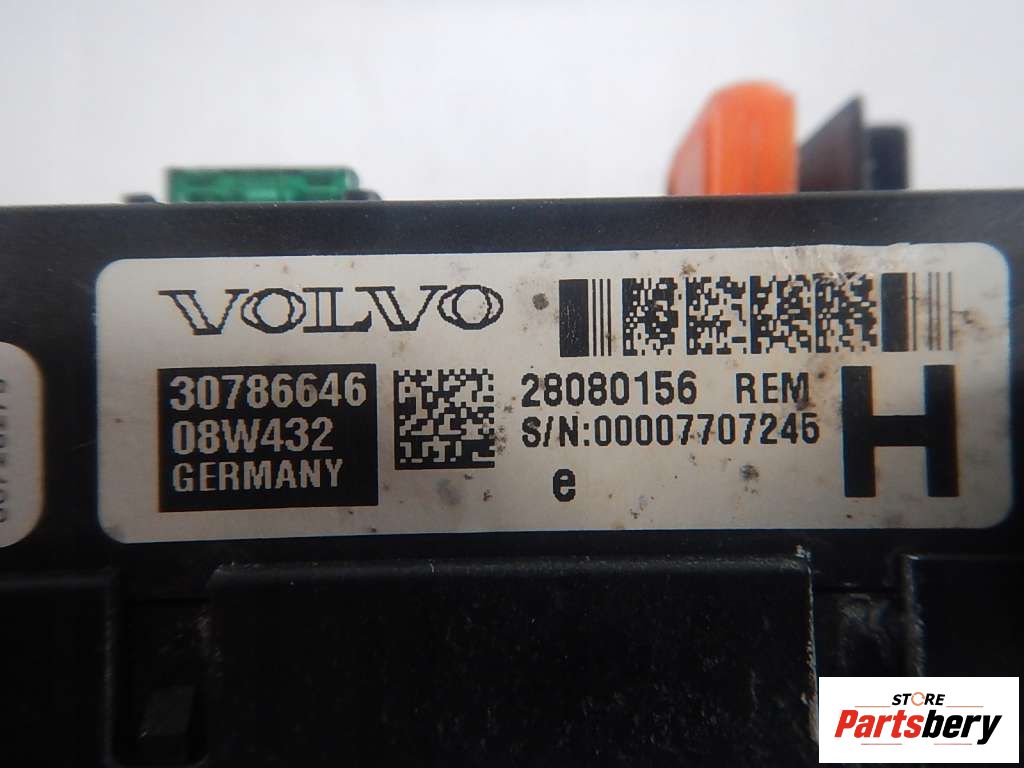 VOLVO
30786646
08W432
GERMANY
28080156 REM
S/N:00007707245
e
H
STORE
Partsbery